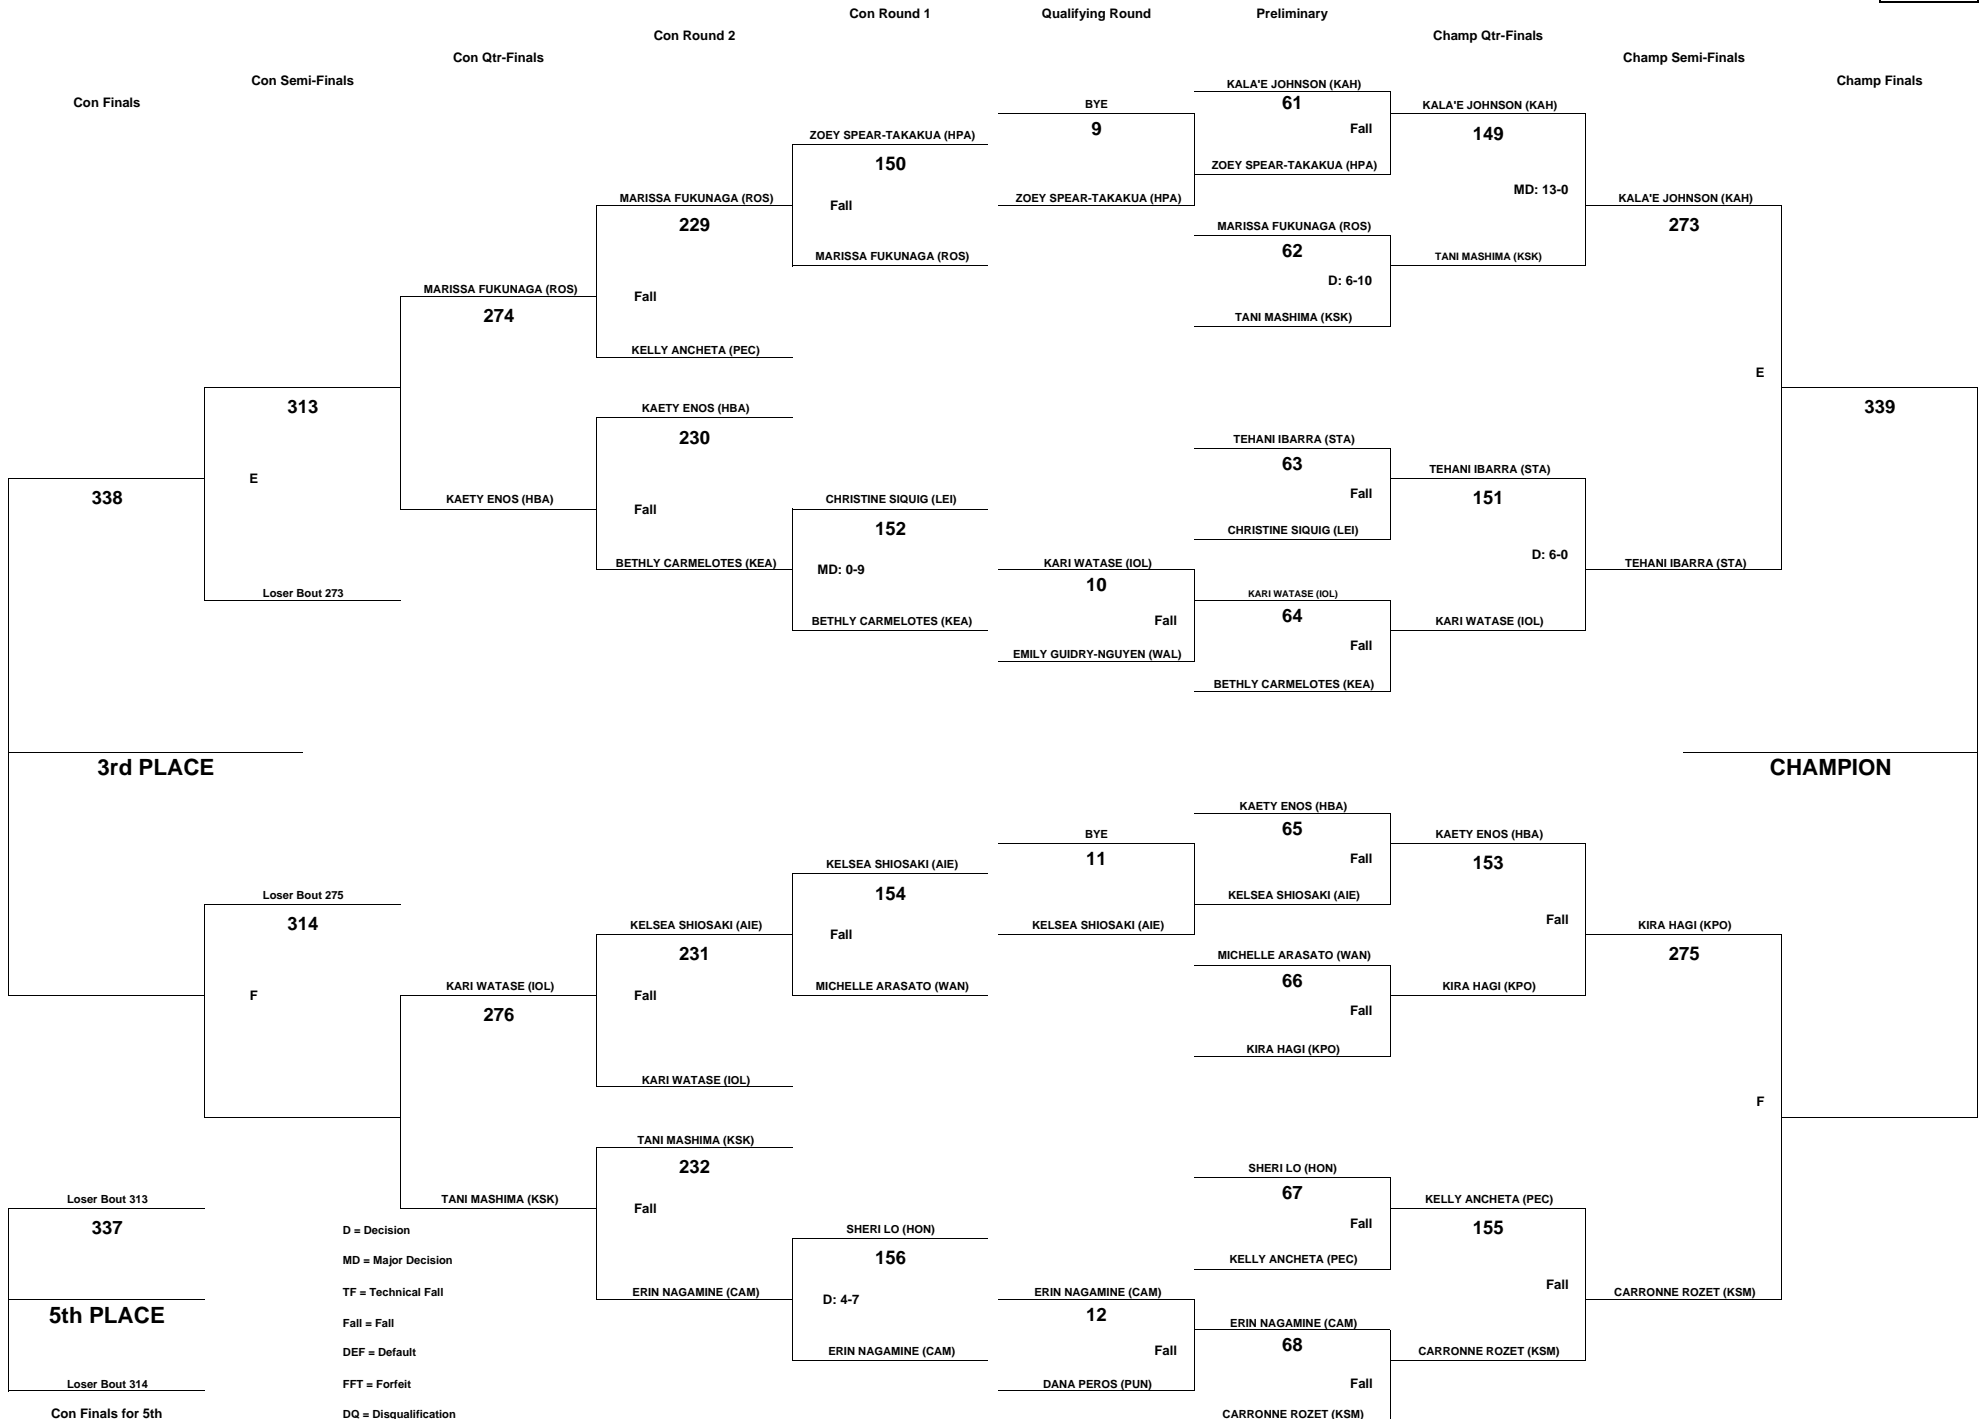 Con Round 1
Qualifying Round
Preliminary
Con Round 2
Champ Qtr-Finals
Con Qtr-Finals
Champ Semi-Finals
Con Semi-Finals
Champ Finals
Con Finals
KALA'E JOHNSON (KAH)
61
Fall
ZOEY SPEAR-TAKAKUA (HPA)
BYE
9
ZOEY SPEAR-TAKAKUA (HPA)
KALA'E JOHNSON (KAH)
149
MD: 13-0
TANI MASHIMA (KSK)
ZOEY SPEAR-TAKAKUA (HPA)
150
Fall
MARISSA FUKUNAGA (ROS)
MARISSA FUKUNAGA (ROS)
229
Fall
KELLY ANCHETA (PEC)
MARISSA FUKUNAGA (ROS)
62
D: 6-10
TANI MASHIMA (KSK)
KALA'E JOHNSON (KAH)
273
E
TEHANI IBARRA (STA)
MARISSA FUKUNAGA (ROS)
274
KAETY ENOS (HBA)
313
E
Loser Bout 273
339
KAETY ENOS (HBA)
230
Fall
BETHLY CARMELOTES (KEA)
TEHANI IBARRA (STA)
63
Fall
CHRISTINE SIQUIG (LEI)
TEHANI IBARRA (STA)
151
D: 6-0
KARI WATASE (IOL)
338
CHRISTINE SIQUIG (LEI)
152
MD: 0-9
BETHLY CARMELOTES (KEA)
KARI WATASE (IOL)
10
Fall
EMILY GUIDRY-NGUYEN (WAL)
KARI WATASE (IOL)
64
Fall
BETHLY CARMELOTES (KEA)
3rd PLACE
CHAMPION
KAETY ENOS (HBA)
65
Fall
KELSEA SHIOSAKI (AIE)
BYE
11
KELSEA SHIOSAKI (AIE)
KAETY ENOS (HBA)
153
Fall
KIRA HAGI (KPO)
KELSEA SHIOSAKI (AIE)
154
Fall
MICHELLE ARASATO (WAN)
Loser Bout 275
314
F
KELSEA SHIOSAKI (AIE)
231
Fall
KARI WATASE (IOL)
MICHELLE ARASATO (WAN)
66
Fall
KIRA HAGI (KPO)
KIRA HAGI (KPO)
275
F
CARRONNE ROZET (KSM)
KARI WATASE (IOL)
276
TANI MASHIMA (KSK)
TANI MASHIMA (KSK)
232
Fall
ERIN NAGAMINE (CAM)
SHERI LO (HON)
67
Fall
KELLY ANCHETA (PEC)
KELLY ANCHETA (PEC)
155
Fall
CARRONNE ROZET (KSM)
Loser Bout 313
337
5th PLACE
Loser Bout 314
Con Finals for 5th
D = Decision
MD = Major Decision
TF = Technical Fall
Fall = Fall
DEF = Default
FFT = Forfeit
DQ = Disqualification
SHERI LO (HON)
156
D: 4-7
ERIN NAGAMINE (CAM)
ERIN NAGAMINE (CAM)
12
Fall
DANA PEROS (PUN)
ERIN NAGAMINE (CAM)
68
Fall
CARRONNE ROZET (KSM)